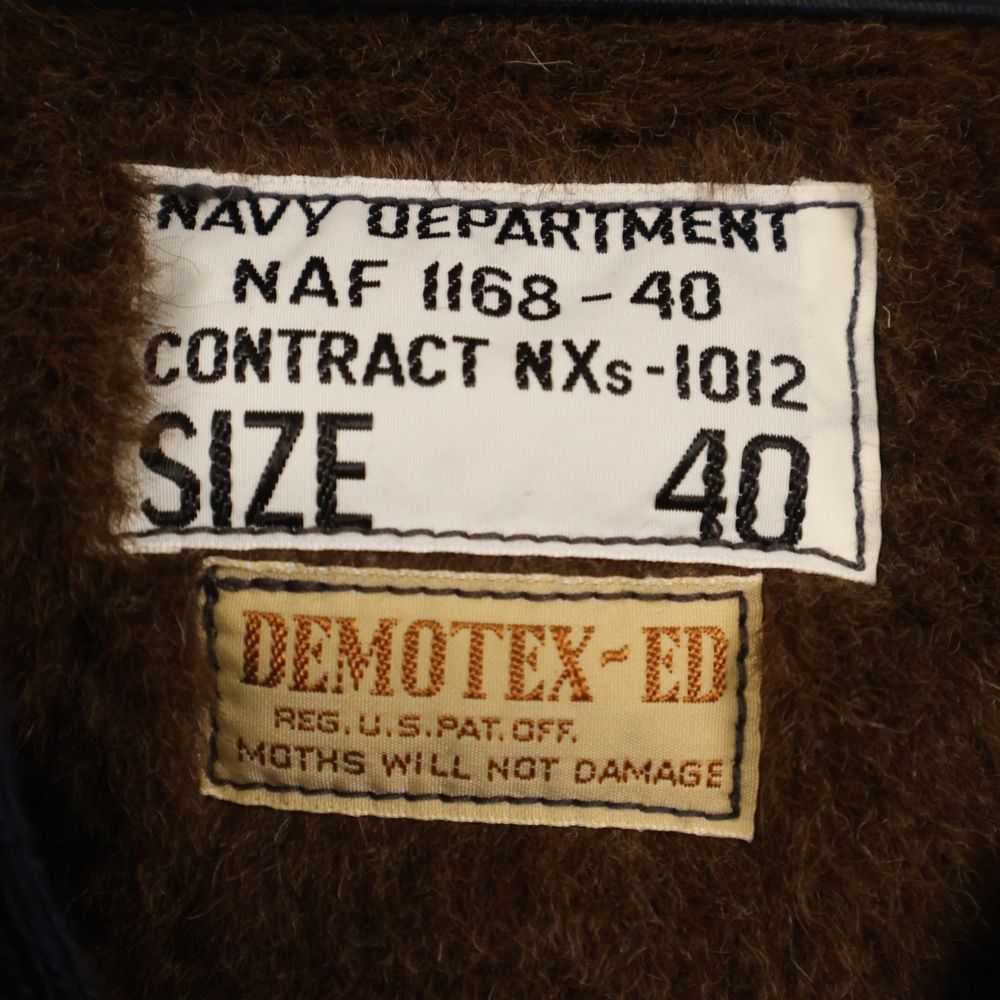 NAVY DEPARTMENT
NAF 1168-40
CONTRACT NXs-1012
SIZE 40
DEMOTEX-ED
REG. U.S. PAT. OFF.
MOTHS WILL NOT DAMAGE